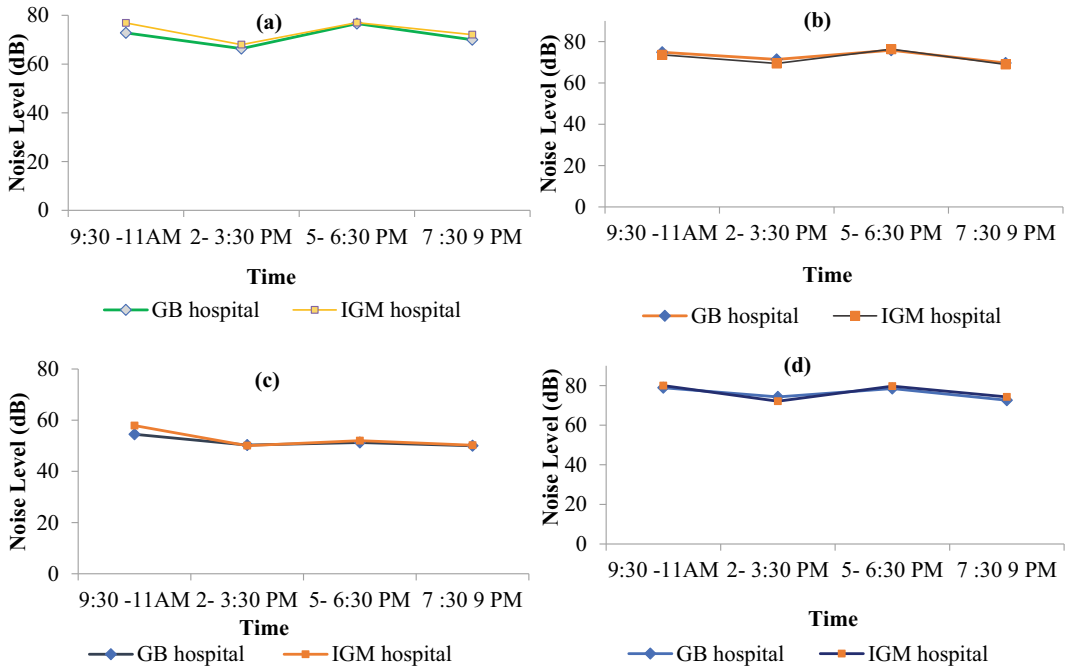 (a)
Noise Level (dB)
80
60
40
20
0
9:30 -11AM 2- 3:30 PM 5- 6:30 PM 7 :30 9 PM
Time
GB hospital IGM hospital
(b)
Noise Level (dB)
80
60
40
20
0
9:30 -11AM 2- 3:30 PM 5- 6:30 PM 7 :30 9 PM
Time
GB hospital IGM hospital
(c)
Noise Level (dB)
80
60
40
20
0
9:30 -11AM 2- 3:30 PM 5- 6:30 PM 7 :30 9 PM
Time
GB hospital IGM hospital
(d)
Noise Level (dB)
80
60
40
20
0
9:30 -11AM 2- 3:30 PM 5- 6:30 PM 7 :30 9 PM
Time
GB hospital IGM hospital